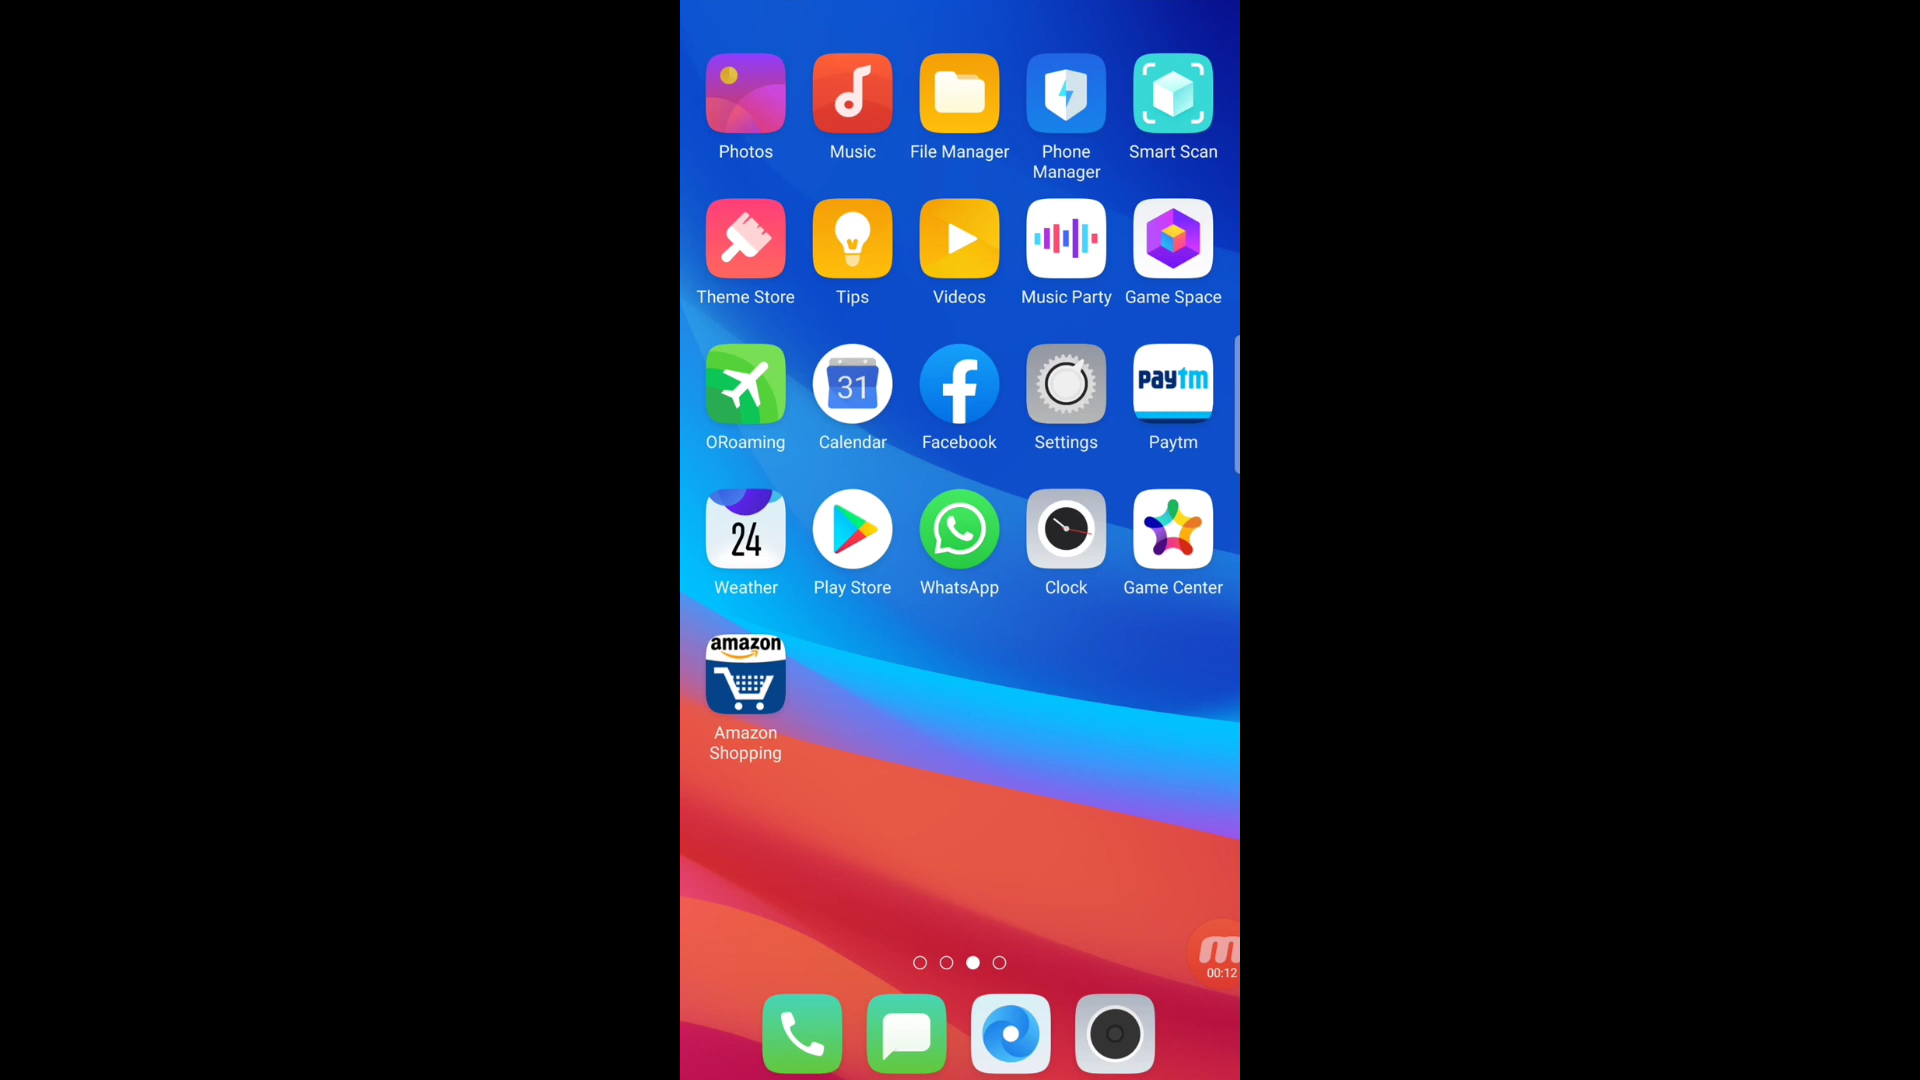 Photos
Music
File Manager
Phone
Manager
Smart Scan
Theme Store
Tips
Videos
Music Party
Game Space
31
paytm
ORoaming
Calendar
Facebook
Settings
Paytm
24
Weather
Play Store
WhatsApp
Clock
Game Center
amazon
Amazon
Shopping
m
00:12